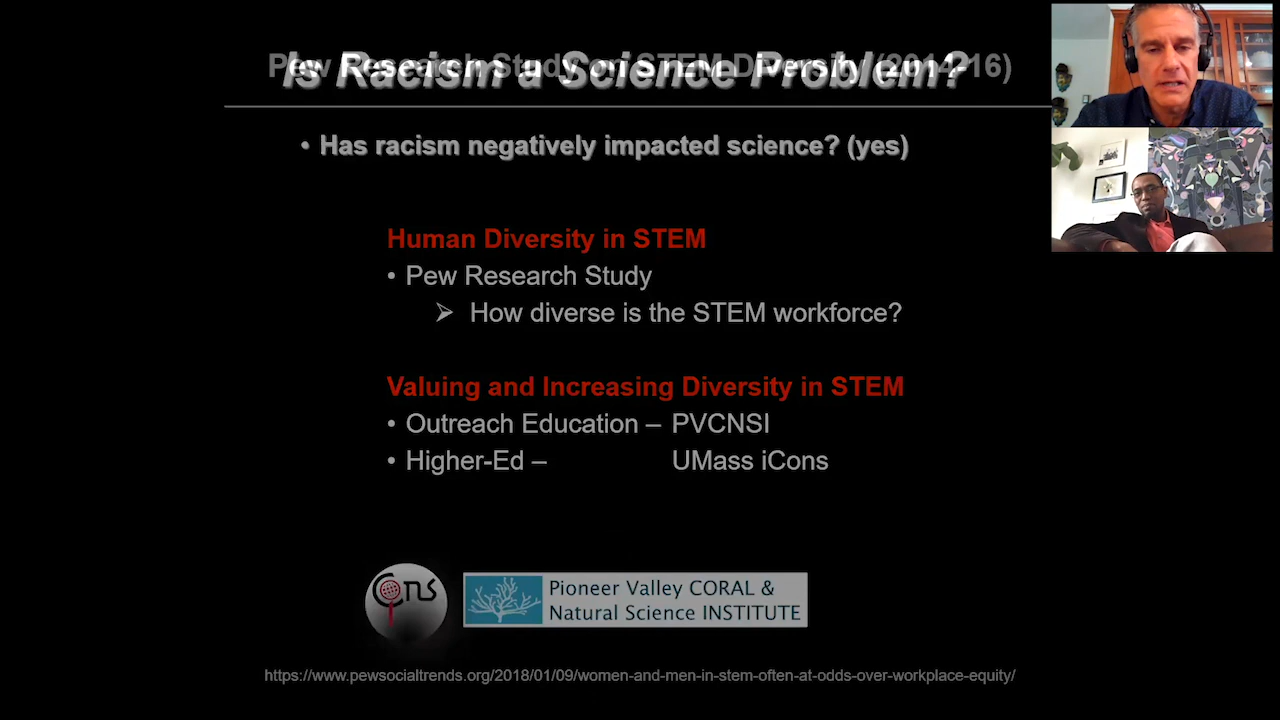 Pew Research Study on STEM Diversity (2014-16)
Is Racism a Science Problem?
• Has racism negatively impacted science? (yes)
Human Diversity in STEM
• Pew Research Study
➢ How diverse is the STEM workforce?
Valuing and Increasing Diversity in STEM
• Outreach Education – PVCNSI
• Higher-Ed – UMass iCons
iCons
Pioneer Valley CORAL &
Natural Science INSTITUTE
https://www.pewsocialtrends.org/2018/01/09/women-and-men-in-stem-often-at-odds-over-workplace-equity/